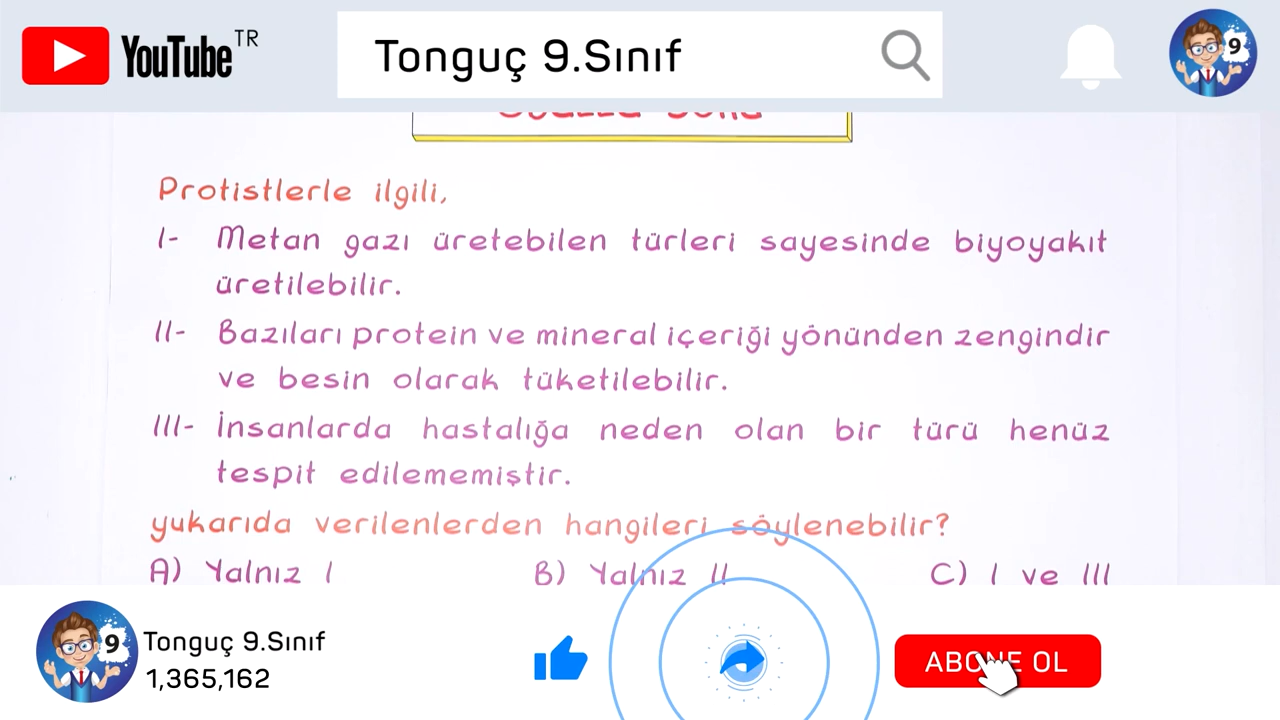 YouTube TR
Tonguç 9.Sınıf
9
Protistlerle ilgili,
I- Metan gazı üretebilen türleri sayesinde biyoyakıt
üretilebilir.
II- Bazıları protein ve mineral içeriği yönünden zengindir
ve besin olarak tüketilebilir.
III- İnsanlarda hastalığa neden olan bir türü henüz
tespit edilememiştir.
yukarıda verilenlerden hangileri söylenebilir?
A) Yalnız I B) Yalnız II C) I ve III
9
Tonguç 9.Sınıf
1,365,162
ABONE OL